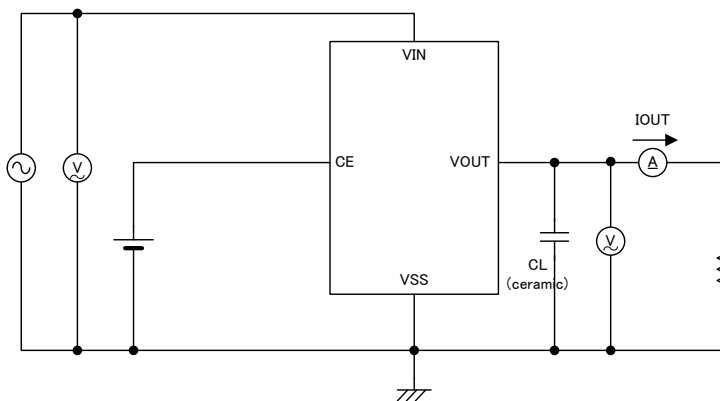 VIN
IOUT
V
CE
VOUT
A
V
CL
(ceramic)
VSS